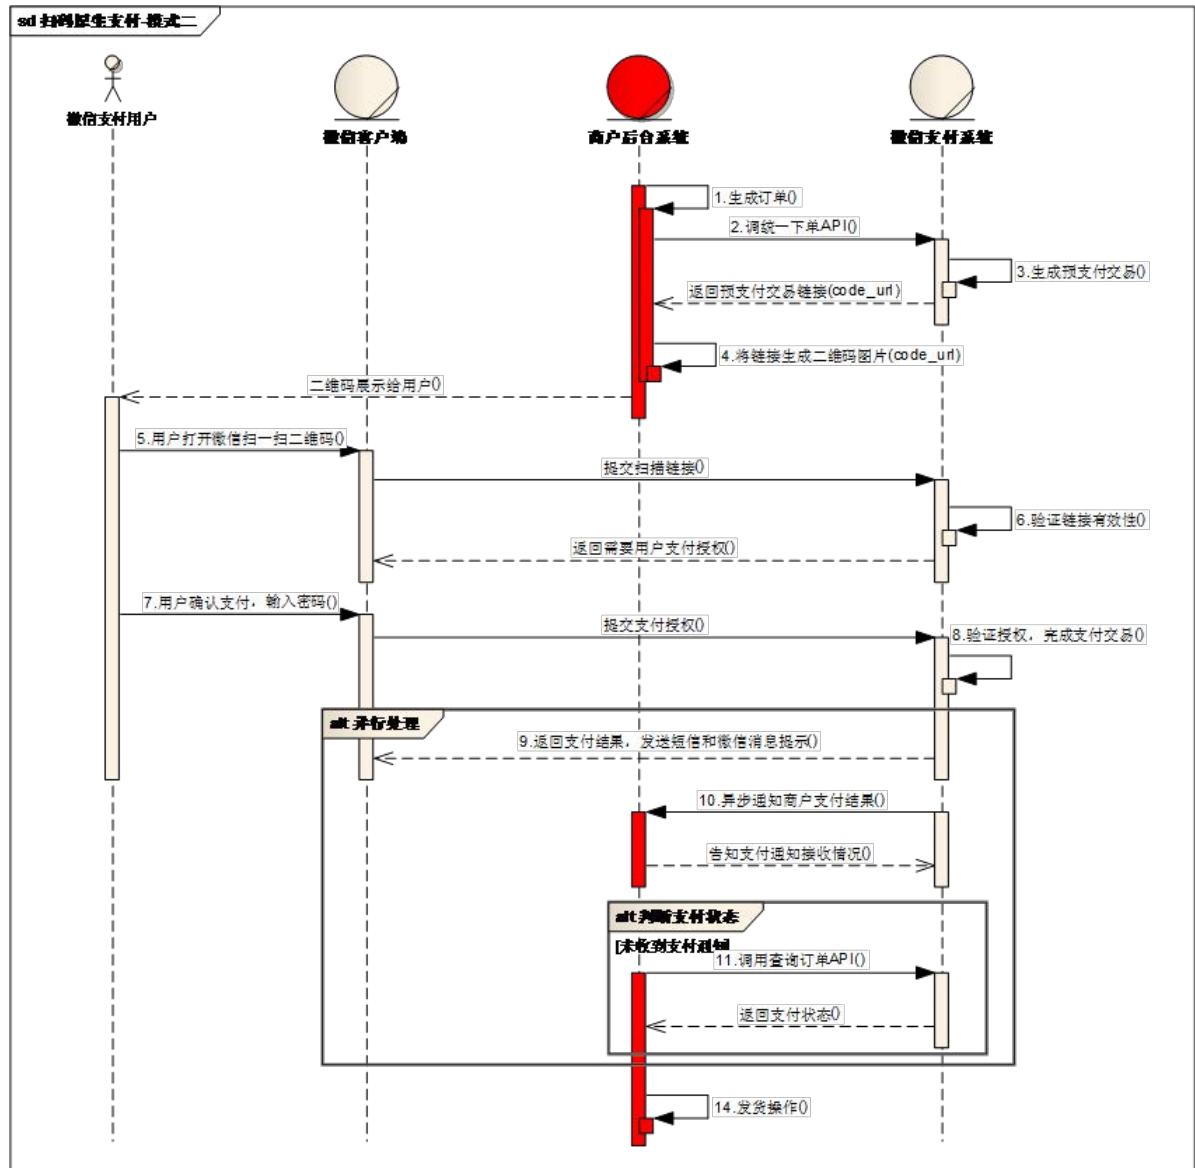 sd 扫码原生支付-模式二
微信支付用户
微信客户端
商户后台系统
微信支付系统
1.生成订单()
2.调统一下单API()
3.生成预支付交易()
返回预支付交易链接(code_url)
4.将链接生成二维码图片(code_url)
二维码展示给用户()
5.用户打开微信扫一扫二维码()
提交扫描链接()
6.验证链接有效性()
返回需要用户支付授权()
7.用户确认支付，输入密码()
提交支付授权()
8.验证授权，完成支付交易()
alt 并行处理
9.返回支付结果，发送短信和微信消息提示()
10.异步通知商户支付结果()
告知支付通知接收情况()
alt 判断支付状态
[未收到支付通知]
11.调用查询订单API()
返回支付状态()
14.发货操作()